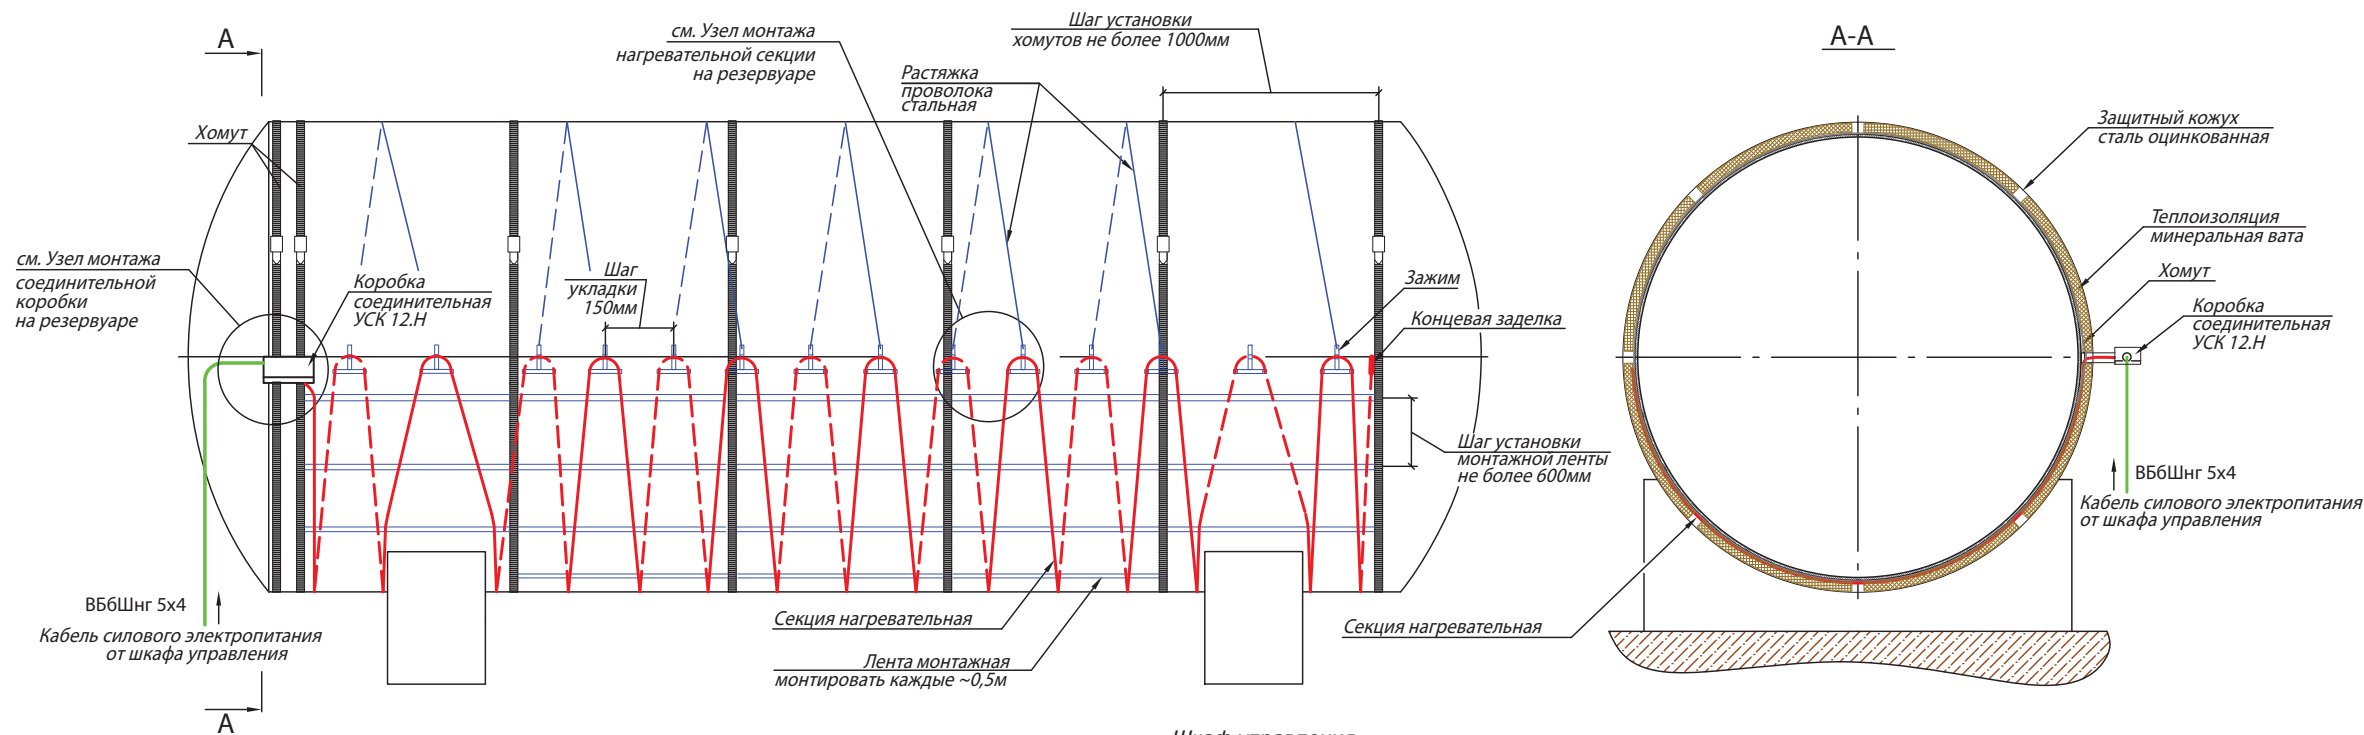 А
см. Узел монтажа
нагревательной секции
на резервуаре
Шаг установки
хомутов не более 1000мм
Растяжка
проволока
стальная
Хомут
см. Узел монтажа
соединительной
коробки
на резервуаре
Коробка
соединительная
УСК 12.Н
Шаг
укладки
150мм
Зажим
Концевая заделка
Шаг установки
монтажной ленты
не более 600мм
ВБбШнг 5х4
Кабель силового электропитания
от шкафа управления
Секция нагревательная
Лента монтажная
монтировать каждые ~0,5м
А
А-А
Защитный кожух
сталь оцинкованная
Теплоизоляция
минеральная вата
Хомут
Коробка
соединительная
УСК 12.Н
ВБбШнг 5х4
Кабель силового электропитания
от шкафа управления
Секция нагревательная
Шкаф управления